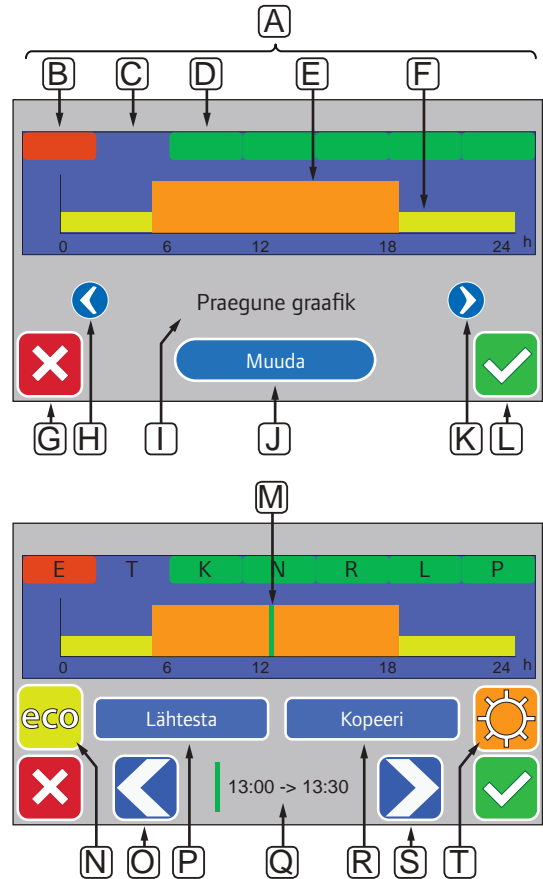 A
B C D E F
0 6 12 18 24 h
Praegune graafik
Muuda
G H I J K L
M
E T K N R L P
0 6 12 18 24 h
eco Lähtesta Kopeeri
13:00 -> 13:30
N O P Q R S T